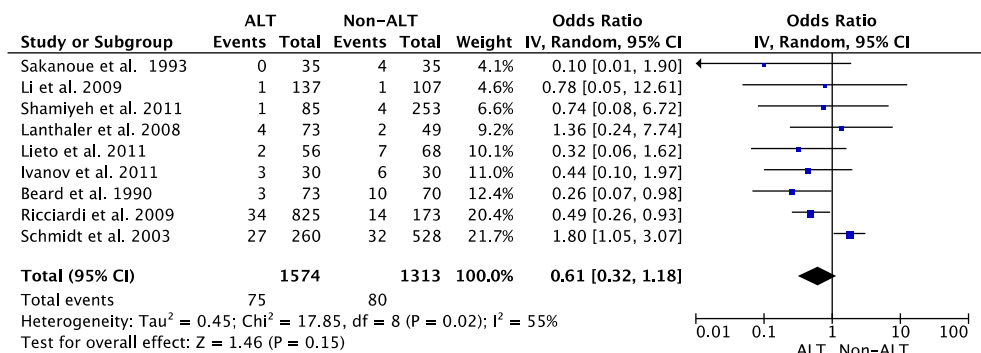 ALT Non-ALT Odds Ratio Odds Ratio
Study or Subgroup Events Total Events Total Weight IV, Random, 95% CI IV, Random, 95% CI
Sakanoue et al. 1993 0 35 4 35 4.1% 0.10 [0.01, 1.90]
Li et al. 2009 1 137 1 107 4.6% 0.78 [0.05, 12.61]
Shamiyeh et al. 2011 1 85 4 253 6.6% 0.74 [0.08, 6.72]
Lanthaler et al. 2008 4 73 2 49 9.2% 1.36 [0.24, 7.74]
Lieto et al. 2011 2 56 7 68 10.1% 0.32 [0.06, 1.62]
Ivanov et al. 2011 3 30 6 30 11.0% 0.44 [0.10, 1.97]
Beard et al. 1990 3 73 10 70 12.4% 0.26 [0.07, 0.98]
Ricciardi et al. 2009 34 825 14 173 20.4% 0.49 [0.26, 0.93]
Schmidt et al. 2003 27 260 32 528 21.7% 1.80 [1.05, 3.07]
Total (95% CI) 1574 1313 100.0% 0.61 [0.32, 1.18]
Total events 75 80
Heterogeneity: Tau² = 0.45; Chi² = 17.85, df = 8 (P = 0.02); I² = 55%
Test for overall effect: Z = 1.46 (P = 0.15)
0.01 0.1 1 10 100
ALT Non-ALT